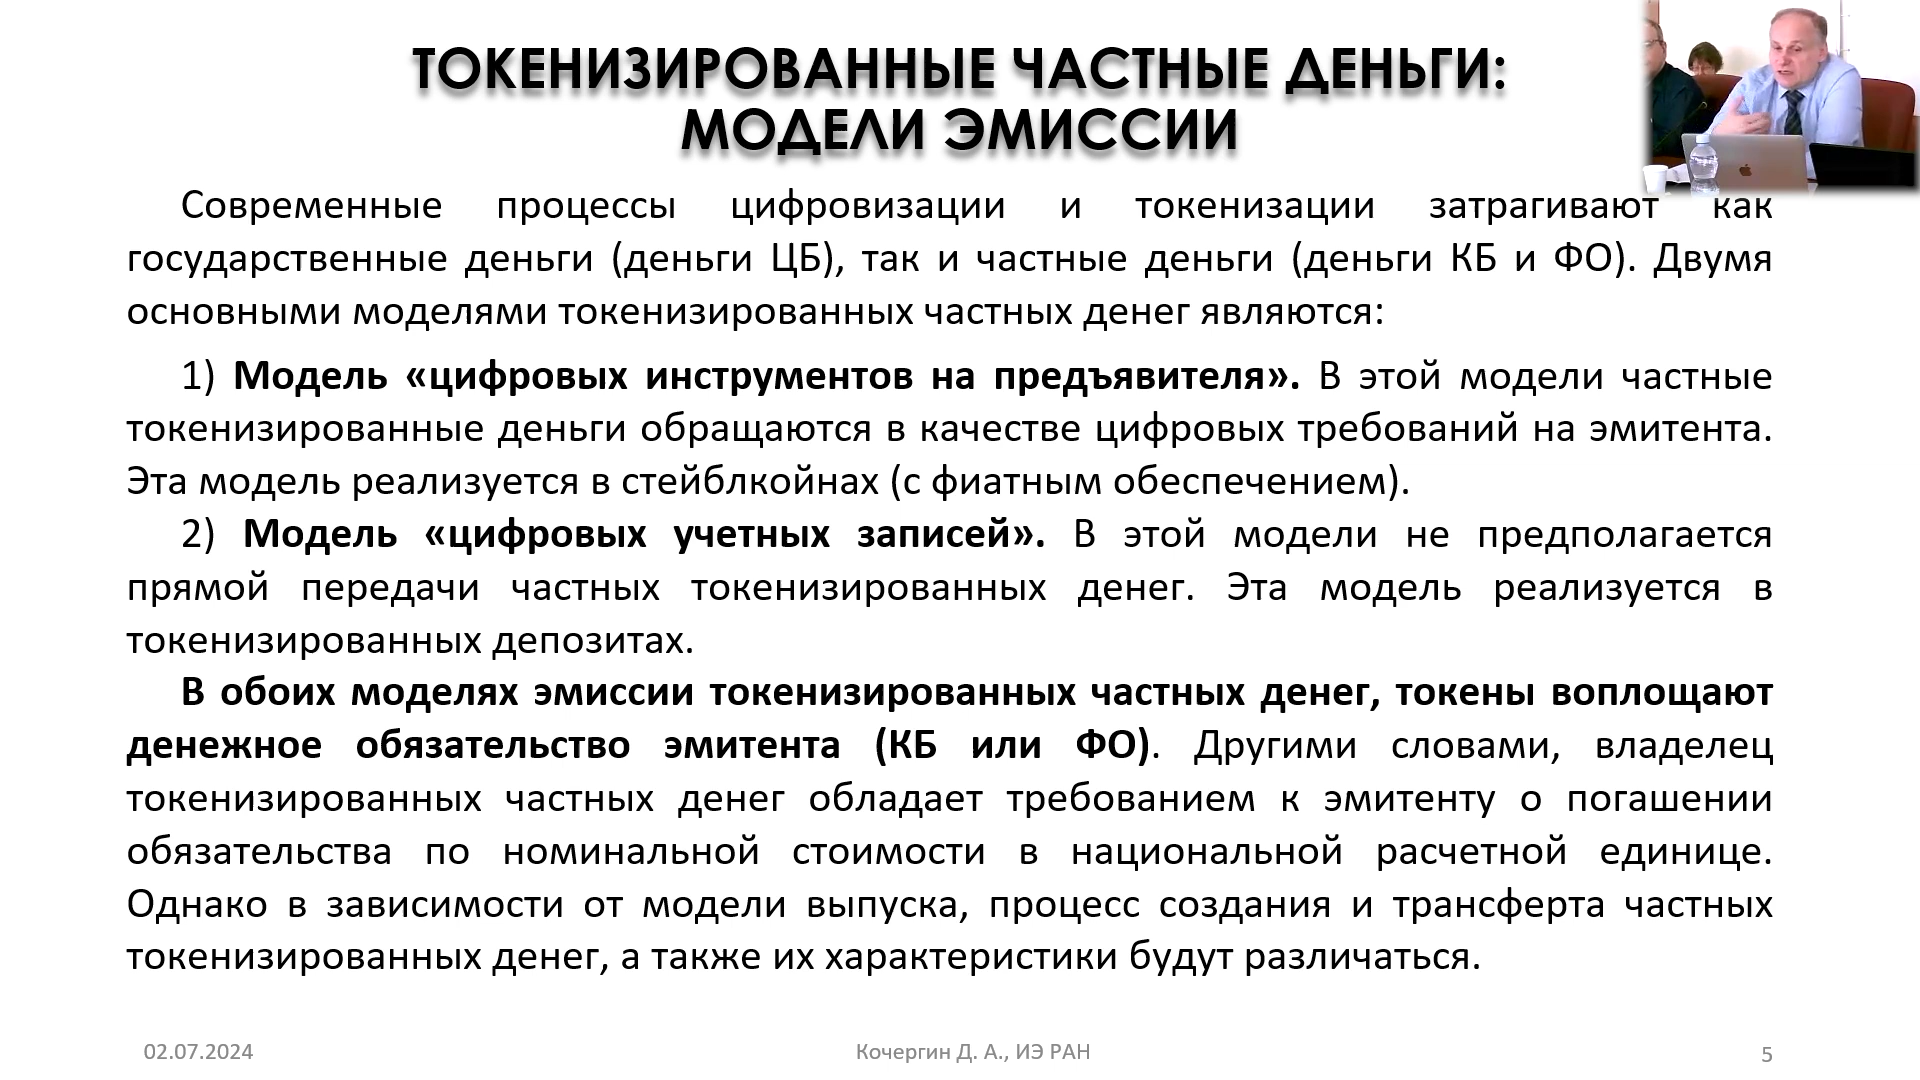 ТОКЕНИЗИРОВАННЫЕ ЧАСТНЫЕ ДЕНЬГИ:
МОДЕЛИ ЭМИССИИ
Современные процессы цифровизации и токенизации затрагивают как
государственные деньги (деньги ЦБ), так и частные деньги (деньги КБ и ФО). Двумя
основными моделями токенизированных частных денег являются:
1) Модель «цифровых инструментов на предъявителя». В этой модели частные
токенизированные деньги обращаются в качестве цифровых требований на эмитента.
Эта модель реализуется в стейблкойнах (с фиатным обеспечением).
2) Модель «цифровых учетных записей». В этой модели не предполагается
прямой передачи частных токенизированных денег. Эта модель реализуется в
токенизированных депозитах.
В обоих моделях эмиссии токенизированных частных денег, токены воплощают
денежное обязательство эмитента (КБ или ФО). Другими словами, владелец
токенизированных частных денег обладает требованием к эмитенту о погашении
обязательства по номинальной стоимости в национальной расчетной единице.
Однако в зависимости от модели выпуска, процесс создания и трансферта частных
токенизированных денег, а также их характеристики будут различаться.
02.07.2024
Кочергин Д. А., ИЭ РАН
5